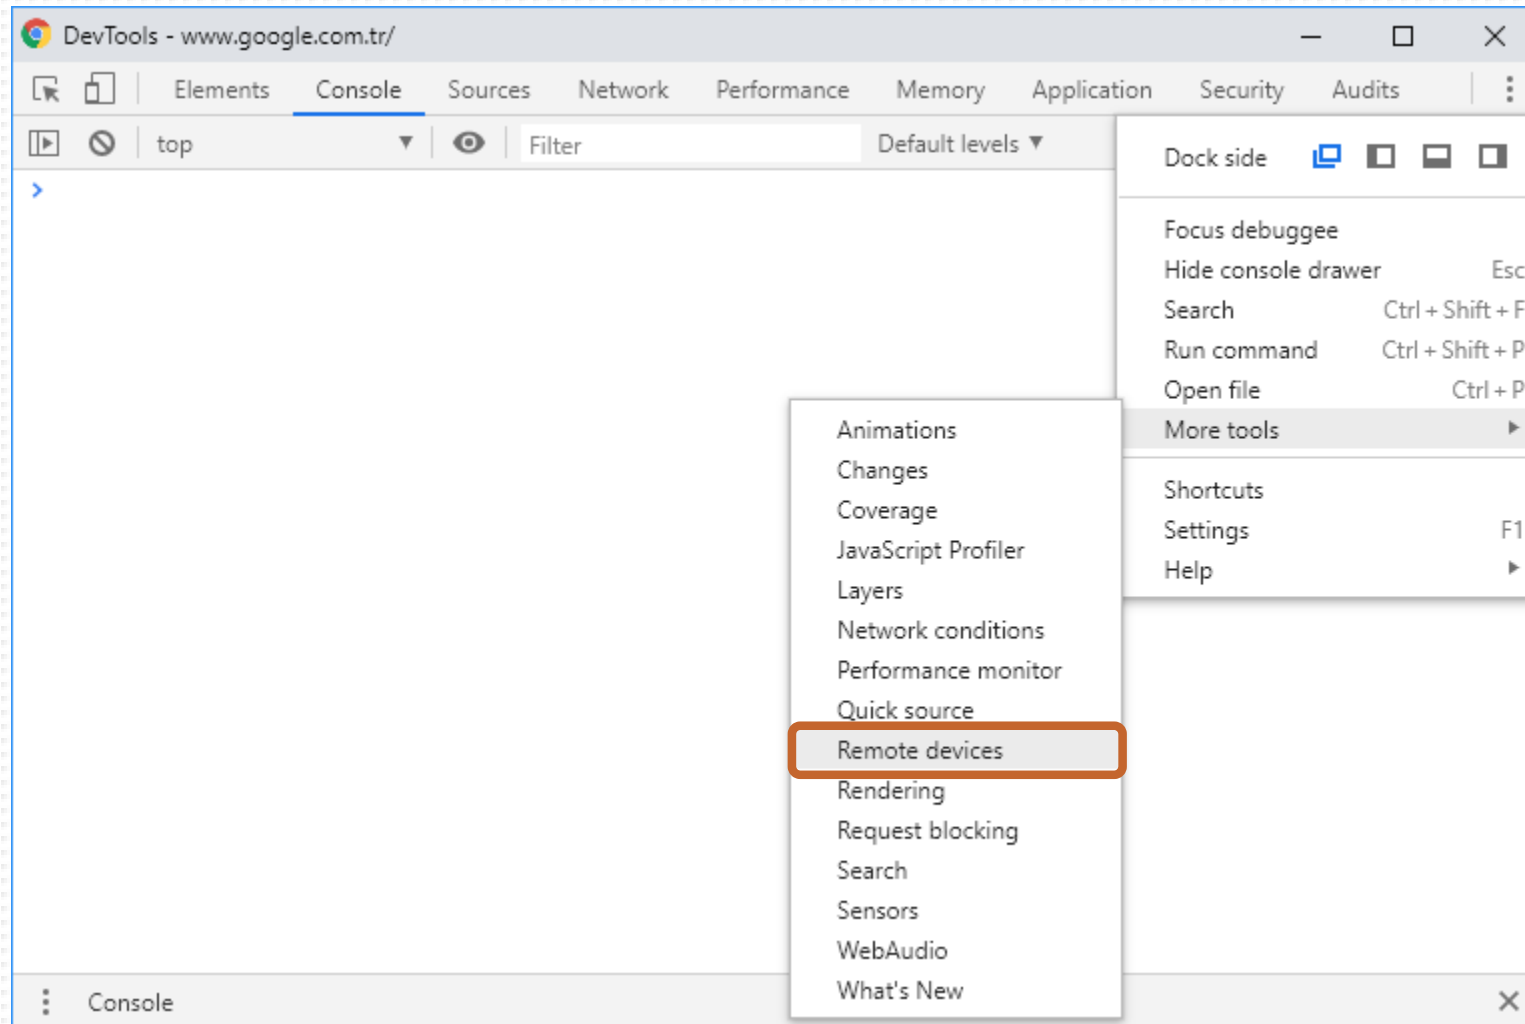 DevTools - www.google.com.tr/
Elements Console Sources Network Performance Memory Application Security Audits
top Filter Default levels
Dock side
Focus debuggee
Hide console drawer Esc
Search Ctrl + Shift + F
Run command Ctrl + Shift + P
Open file Ctrl + P
More tools
Shortcuts
Settings F1
Help
Animations
Changes
Coverage
JavaScript Profiler
Layers
Network conditions
Performance monitor
Quick source
Remote devices
Rendering
Request blocking
Search
Sensors
WebAudio
What's New
Console